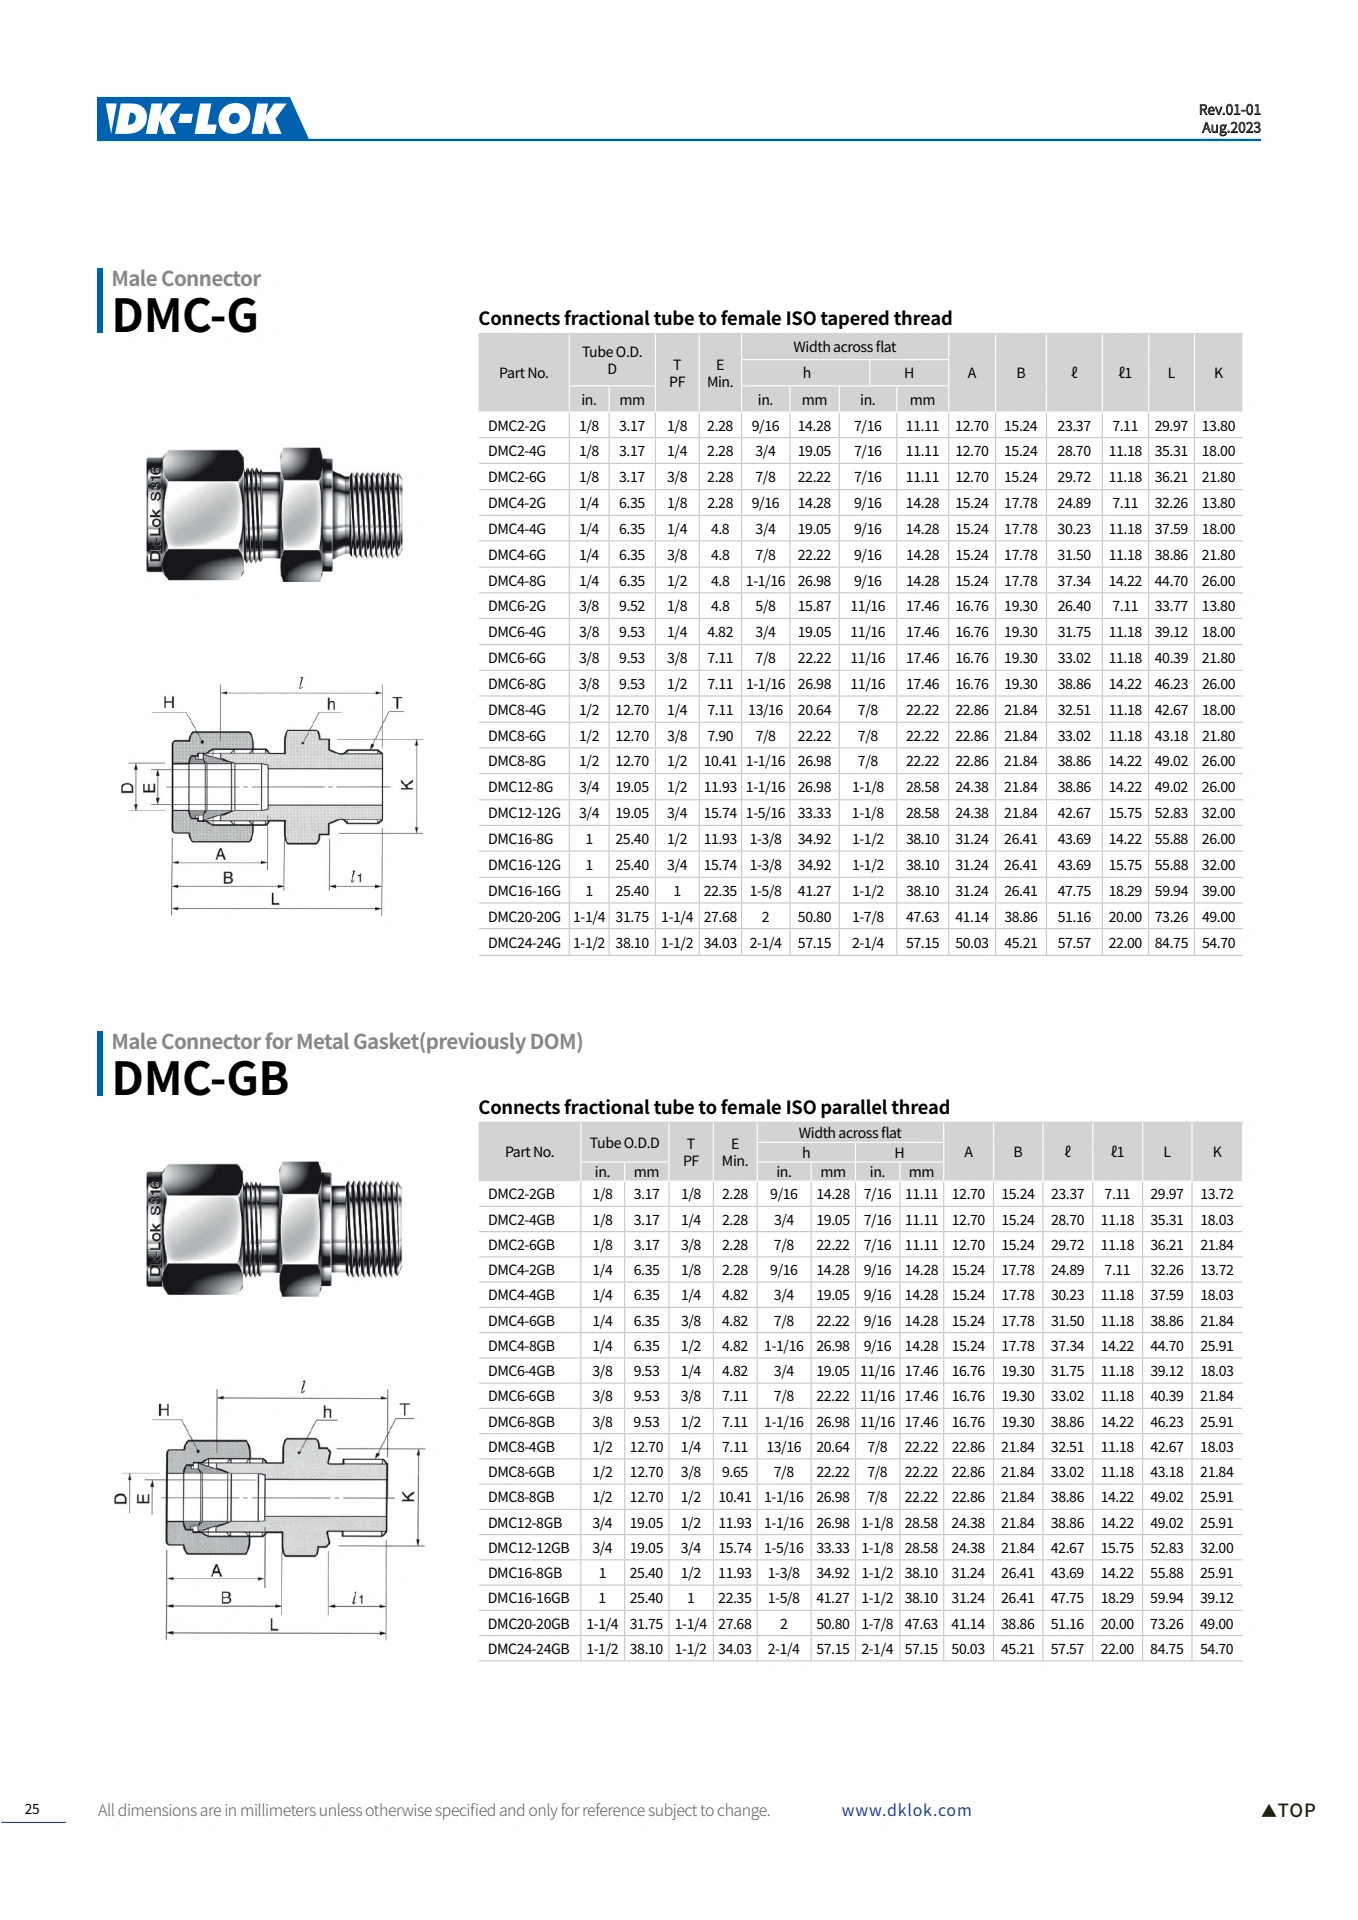 DK-LOK
Rev.01-01
Aug.2023
Male Connector
DMC-G
Connects fractional tube to female ISO tapered thread
Part No. Tube O.D. D T PF E Min. Width across flat A B ℓ ℓ1 L K
h H
in. mm in. mm in. mm
DMC2-2G 1/8 3.17 1/8 2.28 9/16 14.28 7/16 11.11 12.70 15.24 23.37 7.11 29.97 13.80
DMC2-4G 1/8 3.17 1/4 2.28 3/4 19.05 7/16 11.11 12.70 15.24 28.70 11.18 35.31 18.00
DMC2-6G 1/8 3.17 3/8 2.28 7/8 22.22 7/16 11.11 12.70 15.24 29.72 11.18 36.21 21.80
DMC4-2G 1/4 6.35 1/8 2.28 9/16 14.28 9/16 14.28 15.24 17.78 24.89 7.11 32.26 13.80
DMC4-4G 1/4 6.35 1/4 4.8 3/4 19.05 9/16 14.28 15.24 17.78 30.23 11.18 37.59 18.00
DMC4-6G 1/4 6.35 3/8 4.8 7/8 22.22 9/16 14.28 15.24 17.78 31.50 11.18 38.86 21.80
DMC4-8G 1/4 6.35 1/2 4.8 1-1/16 26.98 9/16 14.28 15.24 17.78 37.34 14.22 44.70 26.00
DMC6-2G 3/8 9.52 1/8 4.8 5/8 15.87 11/16 17.46 16.76 19.30 26.40 7.11 33.77 13.80
DMC6-4G 3/8 9.53 1/4 4.82 3/4 19.05 11/16 17.46 16.76 19.30 31.75 11.18 39.12 18.00
DMC6-6G 3/8 9.53 3/8 7.11 7/8 22.22 11/16 17.46 16.76 19.30 33.02 11.18 40.39 21.80
DMC6-8G 3/8 9.53 1/2 7.11 1-1/16 26.98 11/16 17.46 16.76 19.30 38.86 14.22 46.23 26.00
DMC8-4G 1/2 12.70 1/4 7.11 13/16 20.64 7/8 22.22 22.86 21.84 32.51 11.18 42.67 18.00
DMC8-6G 1/2 12.70 3/8 7.90 7/8 22.22 7/8 22.22 22.86 21.84 33.02 11.18 43.18 21.80
DMC8-8G 1/2 12.70 1/2 10.41 1-1/16 26.98 7/8 22.22 22.86 21.84 38.86 14.22 49.02 26.00
DMC12-8G 3/4 19.05 1/2 11.93 1-1/16 26.98 1-1/8 28.58 24.38 21.84 38.86 14.22 49.02 26.00
DMC12-12G 3/4 19.05 3/4 15.74 1-5/16 33.33 1-1/8 28.58 24.38 21.84 42.67 15.75 52.83 32.00
DMC16-8G 1 25.40 1/2 11.93 1-3/8 34.92 1-1/2 38.10 31.24 26.41 43.69 14.22 55.88 26.00
DMC16-12G 1 25.40 3/4 15.74 1-3/8 34.92 1-1/2 38.10 31.24 26.41 43.69 15.75 55.88 32.00
DMC16-16G 1 25.40 1 22.35 1-5/8 41.27 1-1/2 38.10 31.24 26.41 47.75 18.29 59.94 39.00
DMC20-20G 1-1/4 31.75 1-1/4 27.68 2 50.80 1-7/8 47.63 41.14 38.86 51.16 20.00 73.26 49.00
DMC24-24G 1-1/2 38.10 1-1/2 34.03 2-1/4 57.15 2-1/4 57.15 50.03 45.21 57.57 22.00 84.75 54.70
DK-Lok S316
l
H h T
D E K
A
B l1
L
Male Connector for Metal Gasket(previously DOM)
DMC-GB
Connects fractional tube to female ISO parallel thread
Part No. Tube O.D.D T PF E Min. Width across flat A B ℓ ℓ1 L K
h H
in. mm in. mm in. mm
DMC2-2GB 1/8 3.17 1/8 2.28 9/16 14.28 7/16 11.11 12.70 15.24 23.37 7.11 29.97 13.72
DMC2-4GB 1/8 3.17 1/4 2.28 3/4 19.05 7/16 11.11 12.70 15.24 28.70 11.18 35.31 18.03
DMC2-6GB 1/8 3.17 3/8 2.28 7/8 22.22 7/16 11.11 12.70 15.24 29.72 11.18 36.21 21.84
DMC4-2GB 1/4 6.35 1/8 2.28 9/16 14.28 9/16 14.28 15.24 17.78 24.89 7.11 32.26 13.72
DMC4-4GB 1/4 6.35 1/4 4.82 3/4 19.05 9/16 14.28 15.24 17.78 30.23 11.18 37.59 18.03
DMC4-6GB 1/4 6.35 3/8 4.82 7/8 22.22 9/16 14.28 15.24 17.78 31.50 11.18 38.86 21.84
DMC4-8GB 1/4 6.35 1/2 4.82 1-1/16 26.98 9/16 14.28 15.24 17.78 37.34 14.22 44.70 25.91
DMC6-4GB 3/8 9.53 1/4 4.82 3/4 19.05 11/16 17.46 16.76 19.30 31.75 11.18 39.12 18.03
DMC6-6GB 3/8 9.53 3/8 7.11 7/8 22.22 11/16 17.46 16.76 19.30 33.02 11.18 40.39 21.84
DMC6-8GB 3/8 9.53 1/2 7.11 1-1/16 26.98 11/16 17.46 16.76 19.30 38.86 14.22 46.23 25.91
DMC8-4GB 1/2 12.70 1/4 7.11 13/16 20.64 7/8 22.22 22.86 21.84 32.51 11.18 42.67 18.03
DMC8-6GB 1/2 12.70 3/8 9.65 7/8 22.22 7/8 22.22 22.86 21.84 33.02 11.18 43.18 21.84
DMC8-8GB 1/2 12.70 1/2 10.41 1-1/16 26.98 7/8 22.22 22.86 21.84 38.86 14.22 49.02 25.91
DMC12-8GB 3/4 19.05 1/2 11.93 1-1/16 26.98 1-1/8 28.58 24.38 21.84 38.86 14.22 49.02 25.91
DMC12-12GB 3/4 19.05 3/4 15.74 1-5/16 33.33 1-1/8 28.58 24.38 21.84 42.67 15.75 52.83 32.00
DMC16-8GB 1 25.40 1/2 11.93 1-3/8 34.92 1-1/2 38.10 31.24 26.41 43.69 14.22 55.88 25.91
DMC16-16GB 1 25.40 1 22.35 1-5/8 41.27 1-1/2 38.10 31.24 26.41 47.75 18.29 59.94 39.12
DMC20-20GB 1-1/4 31.75 1-1/4 27.68 2 50.80 1-7/8 47.63 41.14 38.86 51.16 20.00 73.26 49.00
DMC24-24GB 1-1/2 38.10 1-1/2 34.03 2-1/4 57.15 2-1/4 57.15 50.03 45.21 57.57 22.00 84.75 54.70
DK-Lok S316
l
H h T
D E K
A
B l1
L
25 All dimensions are in millimeters unless otherwise specified and only for reference subject to change. www.dklok.com ▲TOP